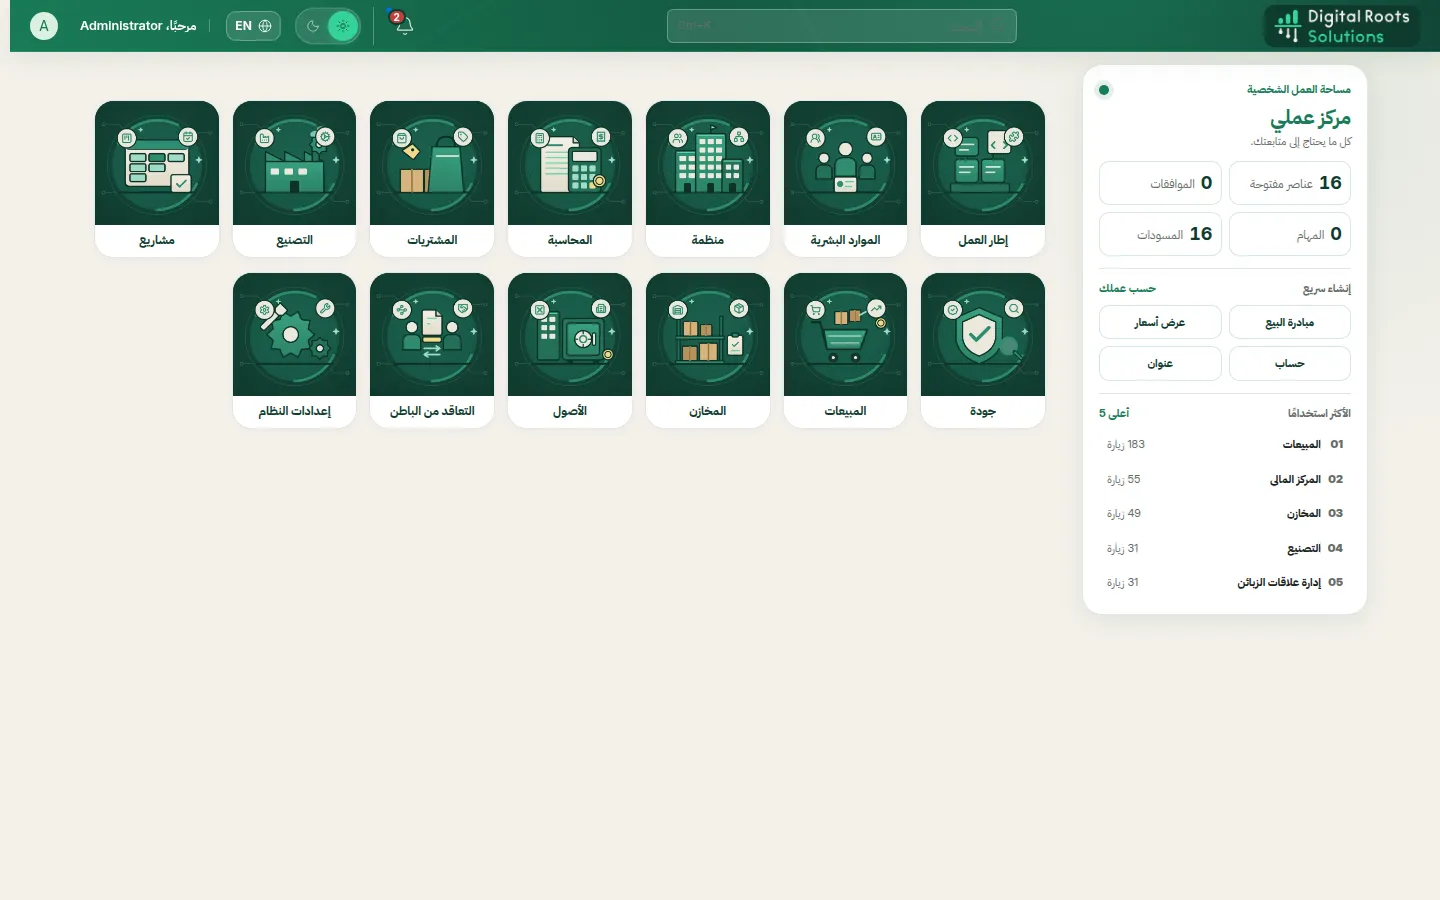 Digital Roots
Solutions
Ctrl+K
2
EN
مرحبًا، Administrator
A
مساحة العمل الشخصية
مركز عملي
كل ما يحتاج إلى متابعتك.
16 عناصر مفتوحة
0 الموافقات
0 المهام
16 المسودات
إنشاء سريع
حسب عملك
مبادرة البيع
عرض أسعار
حساب
عنوان
الأكثر استخدامًا
أعلى 5
01 المبيعات 183 زيارة
02 المركز المالي 55 زيارة
03 المخازن 49 زيارة
04 التصنيع 31 زيارة
05 إدارة علاقات الزبائن 31 زيارة
إطار العمل
الموارد البشرية
منظمة
المحاسبة
المشتريات
التصنيع
مشاريع
جودة
المبيعات
المخازن
الأصول
التعاقد من الباطن
إعدادات النظام